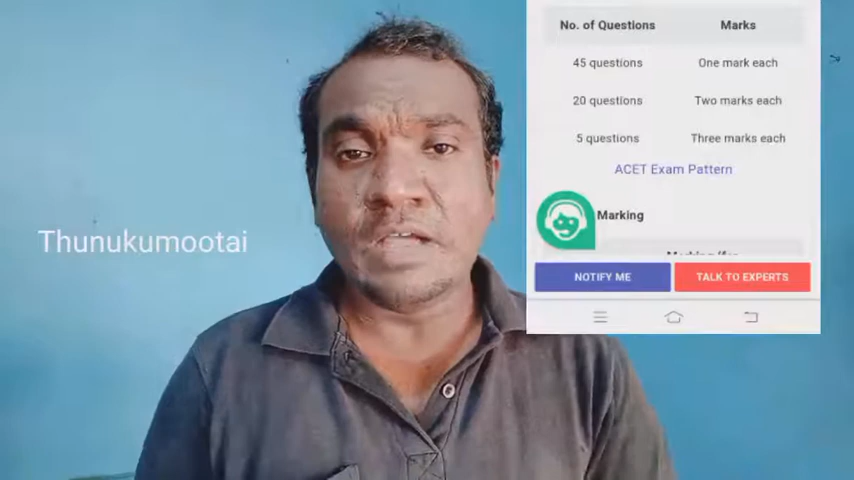 Thunukumootai
No. of Questions Marks
45 questions One mark each
20 questions Two marks each
5 questions Three marks each
ACET Exam Pattern
Marking
NOTIFY ME TALK TO EXPERTS